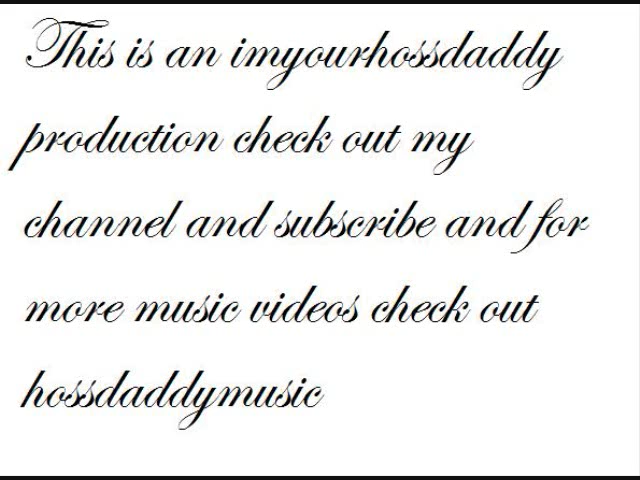 This is an imyourhossdaddy
production check out my
channel and subscribe and for
more music videos check out
hossdaddymusic